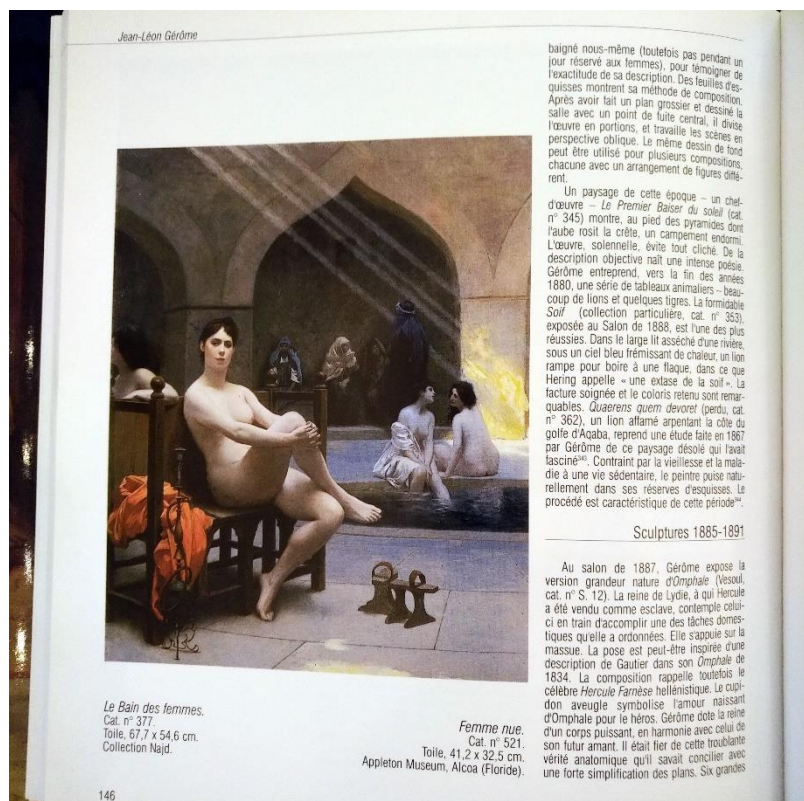 Jean-Léon Gérôme
baigné nous-même (toutefois pas pendant un
jour réservé aux femmes), pour témoigner de
l'exactitude de sa description. Des feuilles d'es-
quisses montrent sa méthode de composition.
Après avoir fait un plan grossier et dessiné la
salle avec un point de fuite central, il divise
l'œuvre en portions, et travaille les scènes en
perspective oblique. Le même dessin de fond
peut être utilisé pour plusieurs compositions,
chacune avec un arrangement de figures diffé-
rent.
Un paysage de cette époque – un chef-
d'œuvre – Le Premier Baiser du soleil (cat.
n° 345) montre, au pied des pyramides dont
l'aube rosit la crête, un campement endormi.
L'œuvre, solennelle, évite tout cliché. De la
description objective naît une intense poésie.
Gérôme entreprend, vers la fin des années
1880, une série de tableaux animaliers – beau-
coup de lions et quelques tigres. La formidable
Soif (collection particulière, cat. n° 353),
exposée au Salon de 1888, est l'une des plus
réussies. Dans le large lit asséché d'une rivière,
sous un ciel bleu frémissant de chaleur, un lion
rampe pour boire à une flaque, dans ce que
Hering appelle « une extase de la soif ». La
facture soignée et le coloris retenu sont remar-
quables. Quaerens quem devoret (perdu, cat.
n° 362), un lion affamé arpentant la côte du
golfe d'Aqaba, reprend une étude faite en 1867
par Gérôme de ce paysage désolé qui l'avait
fasciné³⁴³. Contraint par la vieillesse et la mala-
die à une vie sédentaire, le peintre puise natu-
rellement dans ses réserves d'esquisses. Le
procédé est caractéristique de cette période³⁴⁴.
Sculptures 1885-1891
Au salon de 1887, Gérôme expose la
version grandeur nature d'Omphale (Vesoul,
cat. n° S. 12). La reine de Lydie, à qui Hercule
a été vendu comme esclave, contemple celui-
ci en train d'accomplir une des tâches domes-
tiques qu'elle a ordonnées. Elle s'appuie sur la
massue. La pose est peut-être inspirée d'une
description de Gautier dans son Omphale de
1834. La composition rappelle toutefois le
célèbre Hercule Farnèse hellénistique. Le cupi-
don aveugle symbolise l'amour naissant
d'Omphale pour le héros. Gérôme dote la reine
d'un corps puissant, en harmonie avec celui de
son futur amant. Il était fier de cette troublante
vérité anatomique qu'il savait concilier avec
une forte simplification des plans. Six grandes
Le Bain des femmes.
Cat. n° 377.
Toile, 67,7 x 54,6 cm.
Collection Najd.
Femme nue.
Cat. n° 521.
Toile, 41,2 x 32,5 cm.
Appleton Museum, Alcoa (Floride).
146